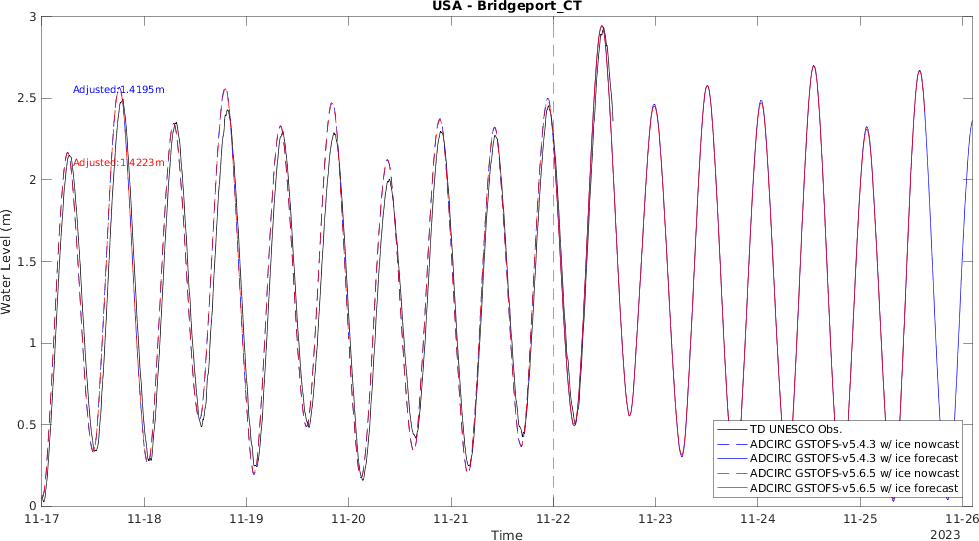 USA - Bridgeport_CT
3
2.5
2
1.5
1
0.5
0
Water Level (m)
Adjusted:1.4195m
Adjusted:1.4223m
TD UNESCO Obs.
ADCIRC GSTOFS-v5.4.3 w/ ice nowcast
ADCIRC GSTOFS-v5.4.3 w/ ice forecast
ADCIRC GSTOFS-v5.6.5 w/ ice nowcast
ADCIRC GSTOFS-v5.6.5 w/ ice forecast
11-17 11-18 11-19 11-20 11-21 11-22 11-23 11-24 11-25 11-26
Time
2023